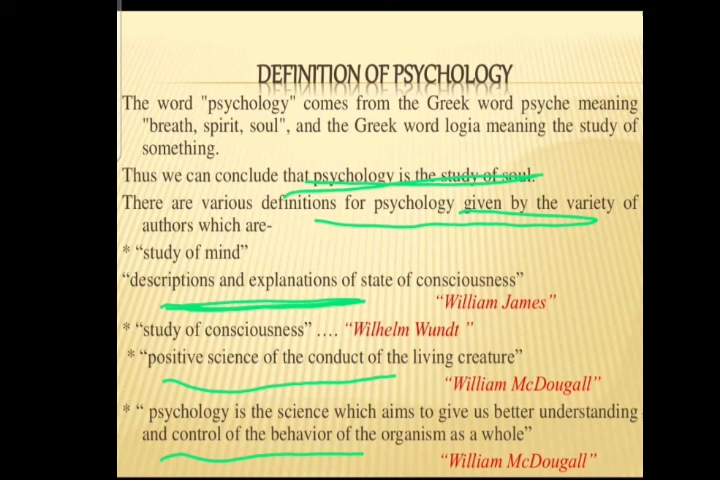 DEFINITION OF PSYCHOLOGY
The word "psychology" comes from the Greek word psyche meaning
"breath, spirit, soul", and the Greek word logia meaning the study of
something.
Thus we can conclude that psychology is the study of soul.
There are various definitions for psychology given by the variety of
authors which are-
* “study of mind”
“descriptions and explanations of state of consciousness”
“William James”
* “study of consciousness” …. “Wilhelm Wundt ”
* “positive science of the conduct of the living creature”
“William McDougall”
* “ psychology is the science which aims to give us better understanding
and control of the behavior of the organism as a whole”
“William McDougall”